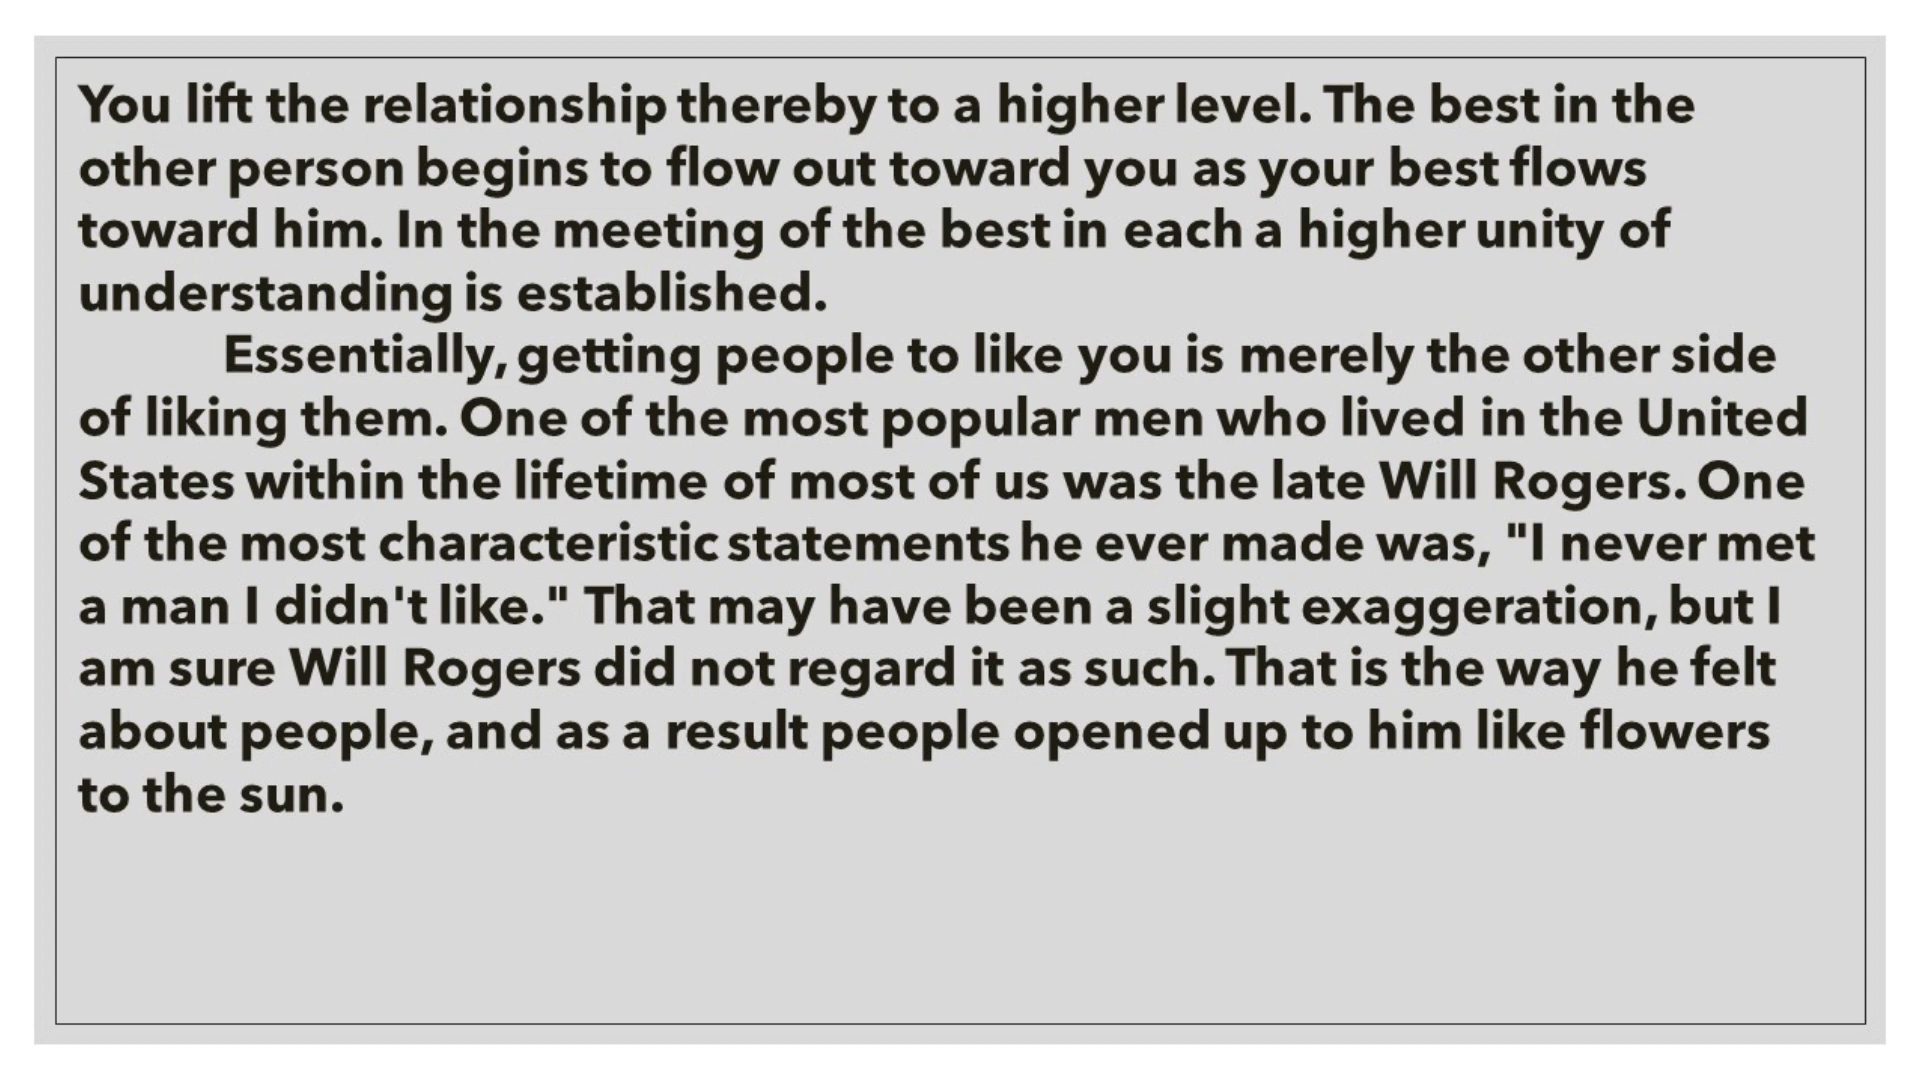 You lift the relationship thereby to a higher level. The best in the
other person begins to flow out toward you as your best flows
toward him. In the meeting of the best in each a higher unity of
understanding is established.
Essentially, getting people to like you is merely the other side
of liking them. One of the most popular men who lived in the United
States within the lifetime of most of us was the late Will Rogers. One
of the most characteristic statements he ever made was, "I never met
a man I didn't like." That may have been a slight exaggeration, but I
am sure Will Rogers did not regard it as such. That is the way he felt
about people, and as a result people opened up to him like flowers
to the sun.